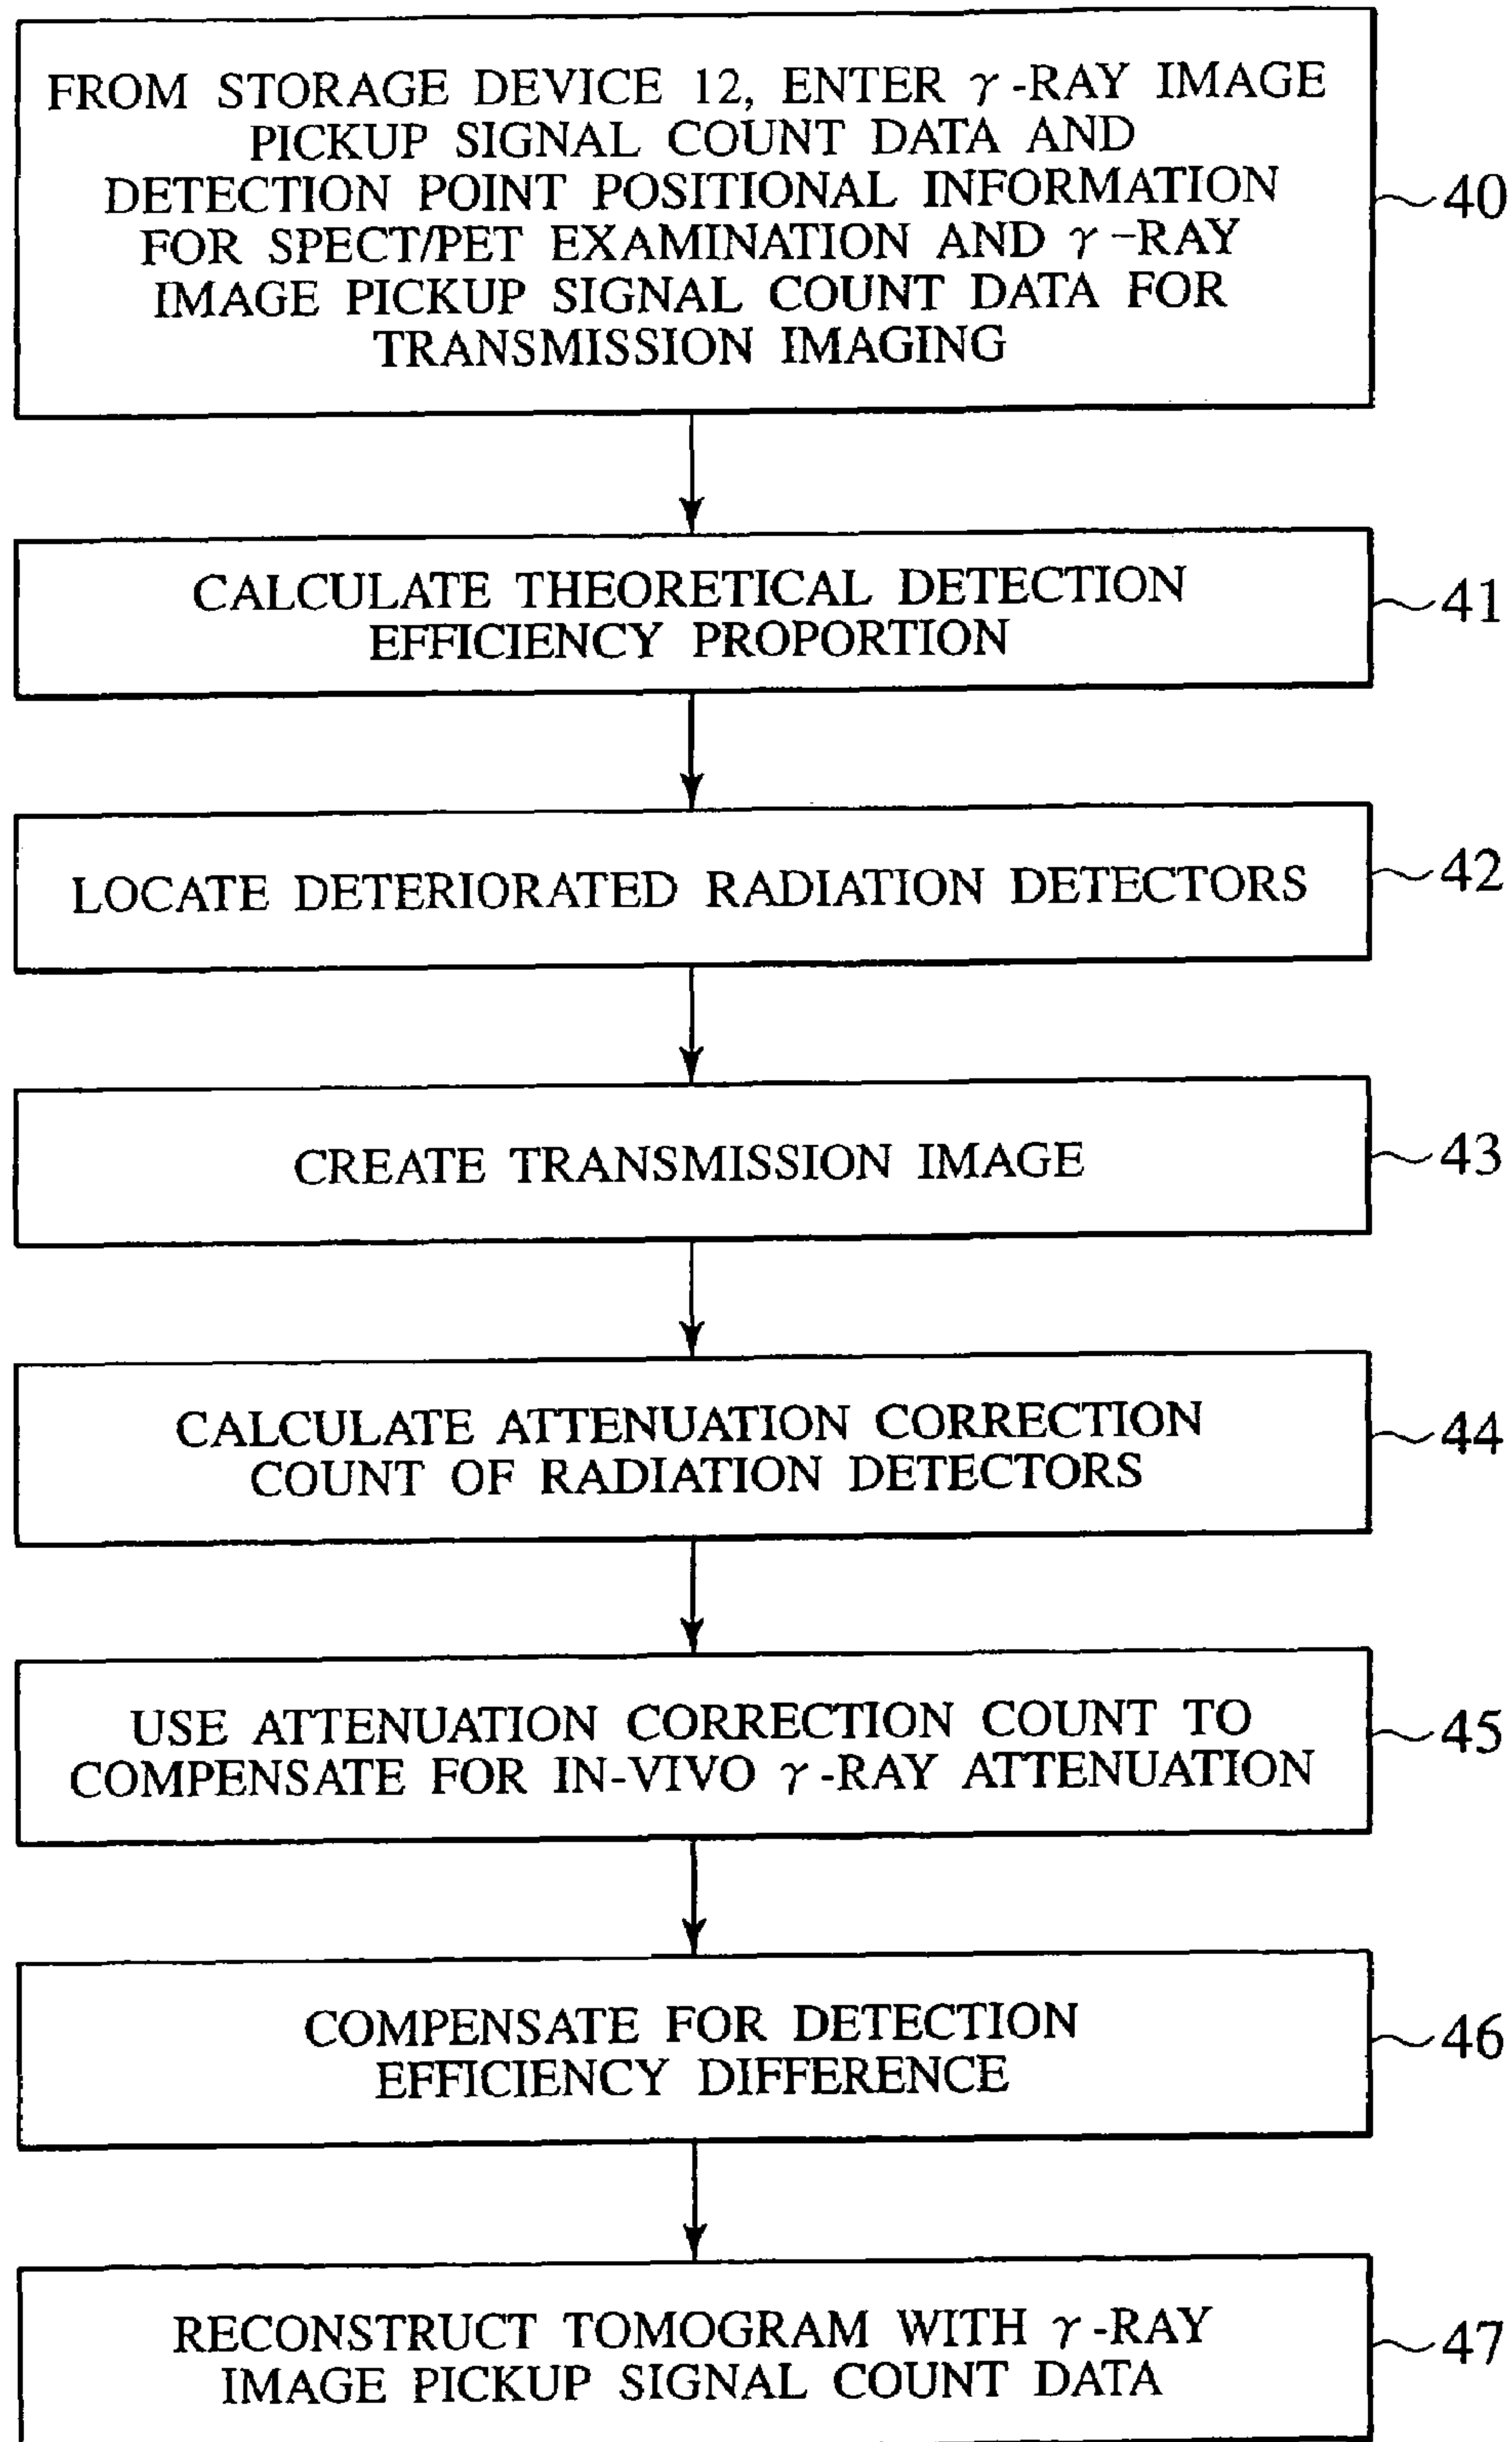 FROM STORAGE DEVICE 12, ENTER γ-RAY IMAGE
PICKUP SIGNAL COUNT DATA AND
DETECTION POINT POSITIONAL INFORMATION
FOR SPECT/PET EXAMINATION AND γ-RAY
IMAGE PICKUP SIGNAL COUNT DATA FOR
TRANSMISSION IMAGING
40
CALCULATE THEORETICAL DETECTION
EFFICIENCY PROPORTION
41
LOCATE DETERIORATED RADIATION DETECTORS
42
CREATE TRANSMISSION IMAGE
43
CALCULATE ATTENUATION CORRECTION
COUNT OF RADIATION DETECTORS
44
USE ATTENUATION CORRECTION COUNT TO
COMPENSATE FOR IN-VIVO γ-RAY ATTENUATION
45
COMPENSATE FOR DETECTION
EFFICIENCY DIFFERENCE
46
RECONSTRUCT TOMOGRAM WITH γ-RAY
IMAGE PICKUP SIGNAL COUNT DATA
47